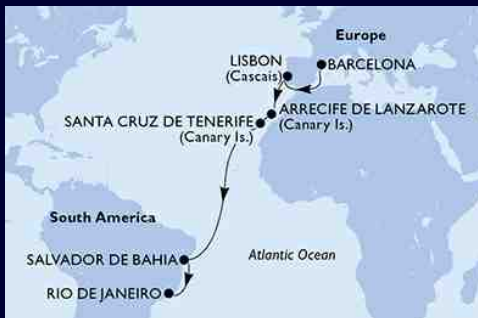 Europe
LISBON
(Cascais)
BARCELONA
ARRECIFE DE LANZAROTE
(Canary Is.)
SANTA CRUZ DE TENERIFE
(Canary Is.)
South America
SALVADOR DE BAHIA
Atlantic Ocean
RIO DE JANEIRO